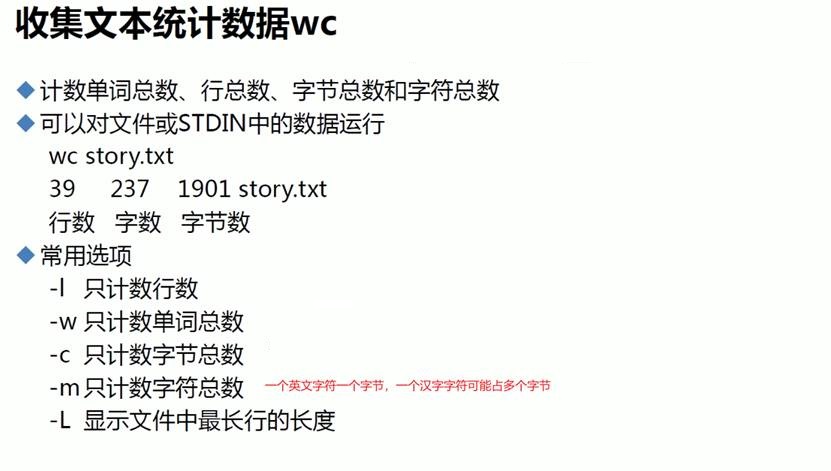 收集文本统计数据wc
计数单词总数、行总数、字节总数和字符总数
可以对文件或STDIN中的数据运行
wc story.txt
39 237 1901 story.txt
行数 字数 字节数
常用选项
-l 只计数行数
-w 只计数单词总数
-c 只计数字节总数
-m 只计数字符总数 一个英文字符一个字节，一个汉字字符可能占多个字节
-L 显示文件中最长行的长度